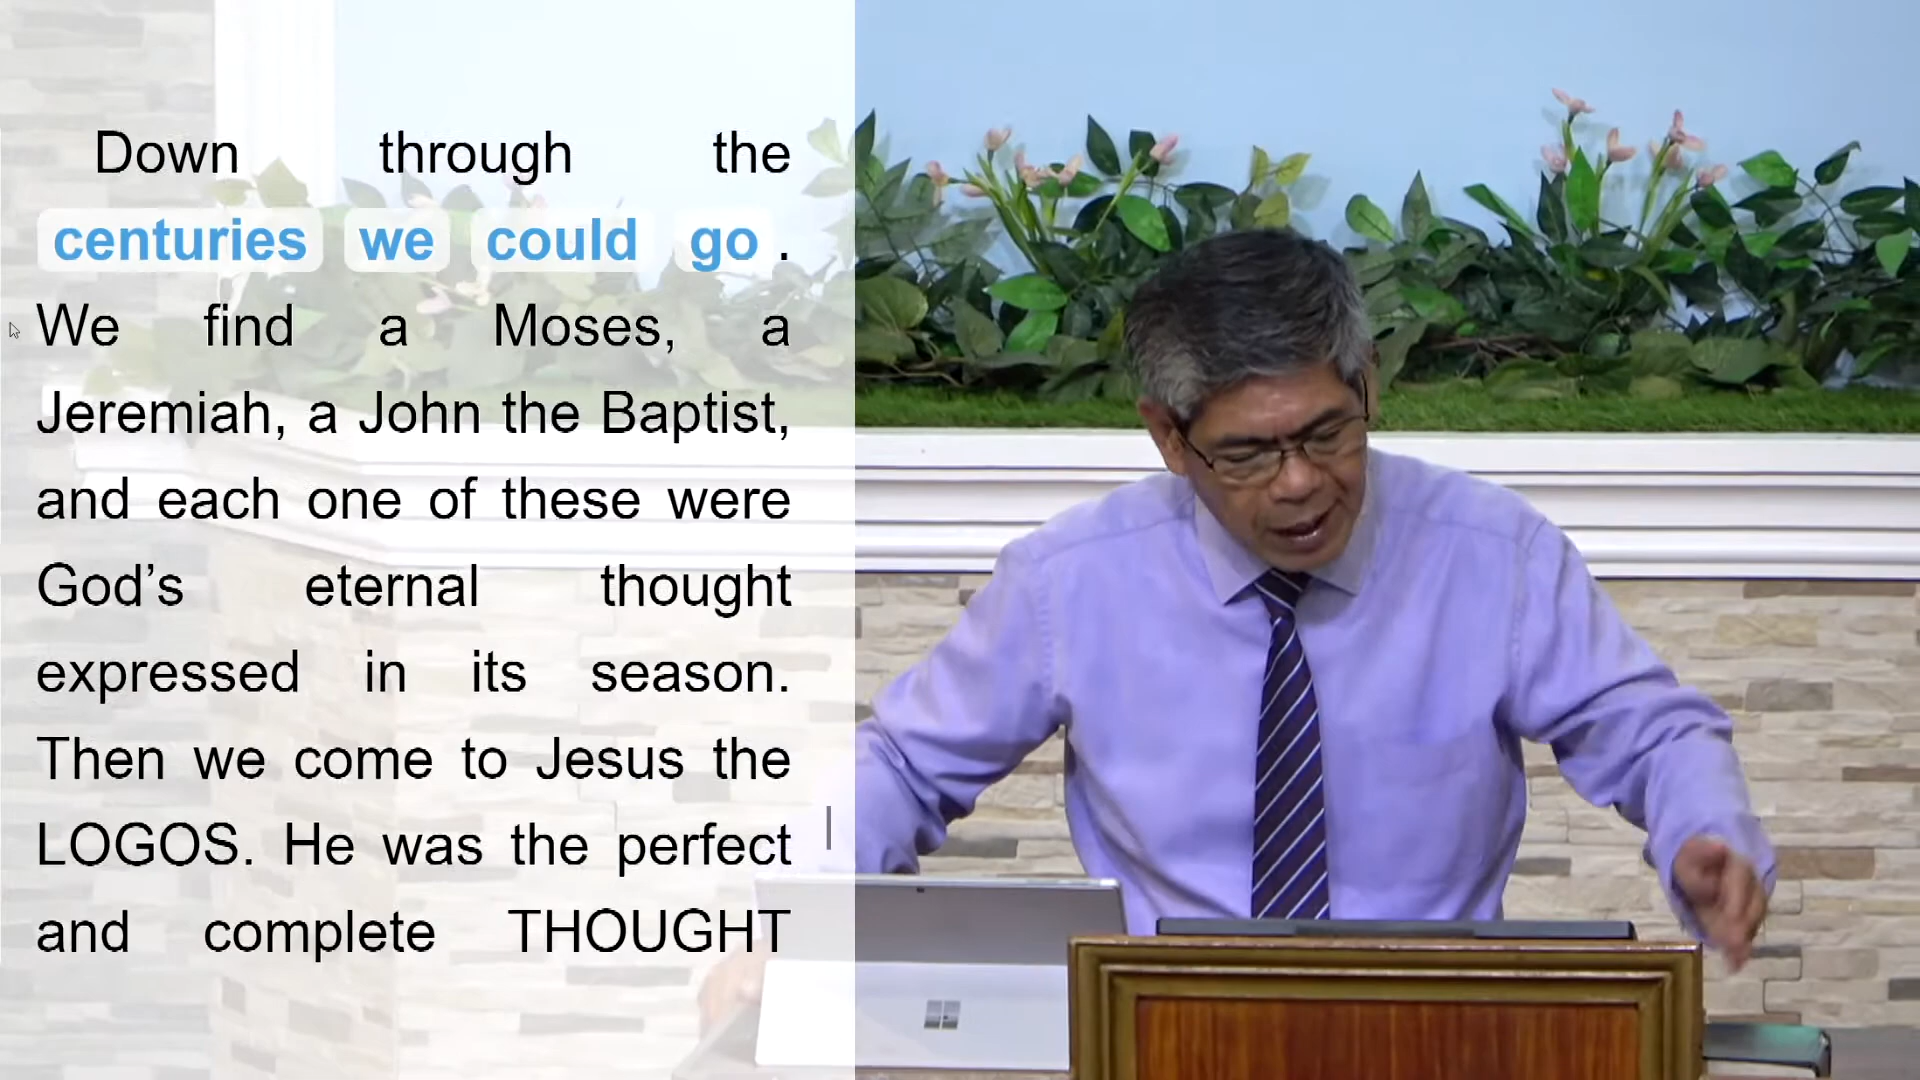 Down through the
centuries we could go .
We find a Moses, a
Jeremiah, a John the Baptist,
and each one of these were
God’s eternal thought
expressed in its season.
Then we come to Jesus the
LOGOS. He was the perfect
and complete THOUGHT